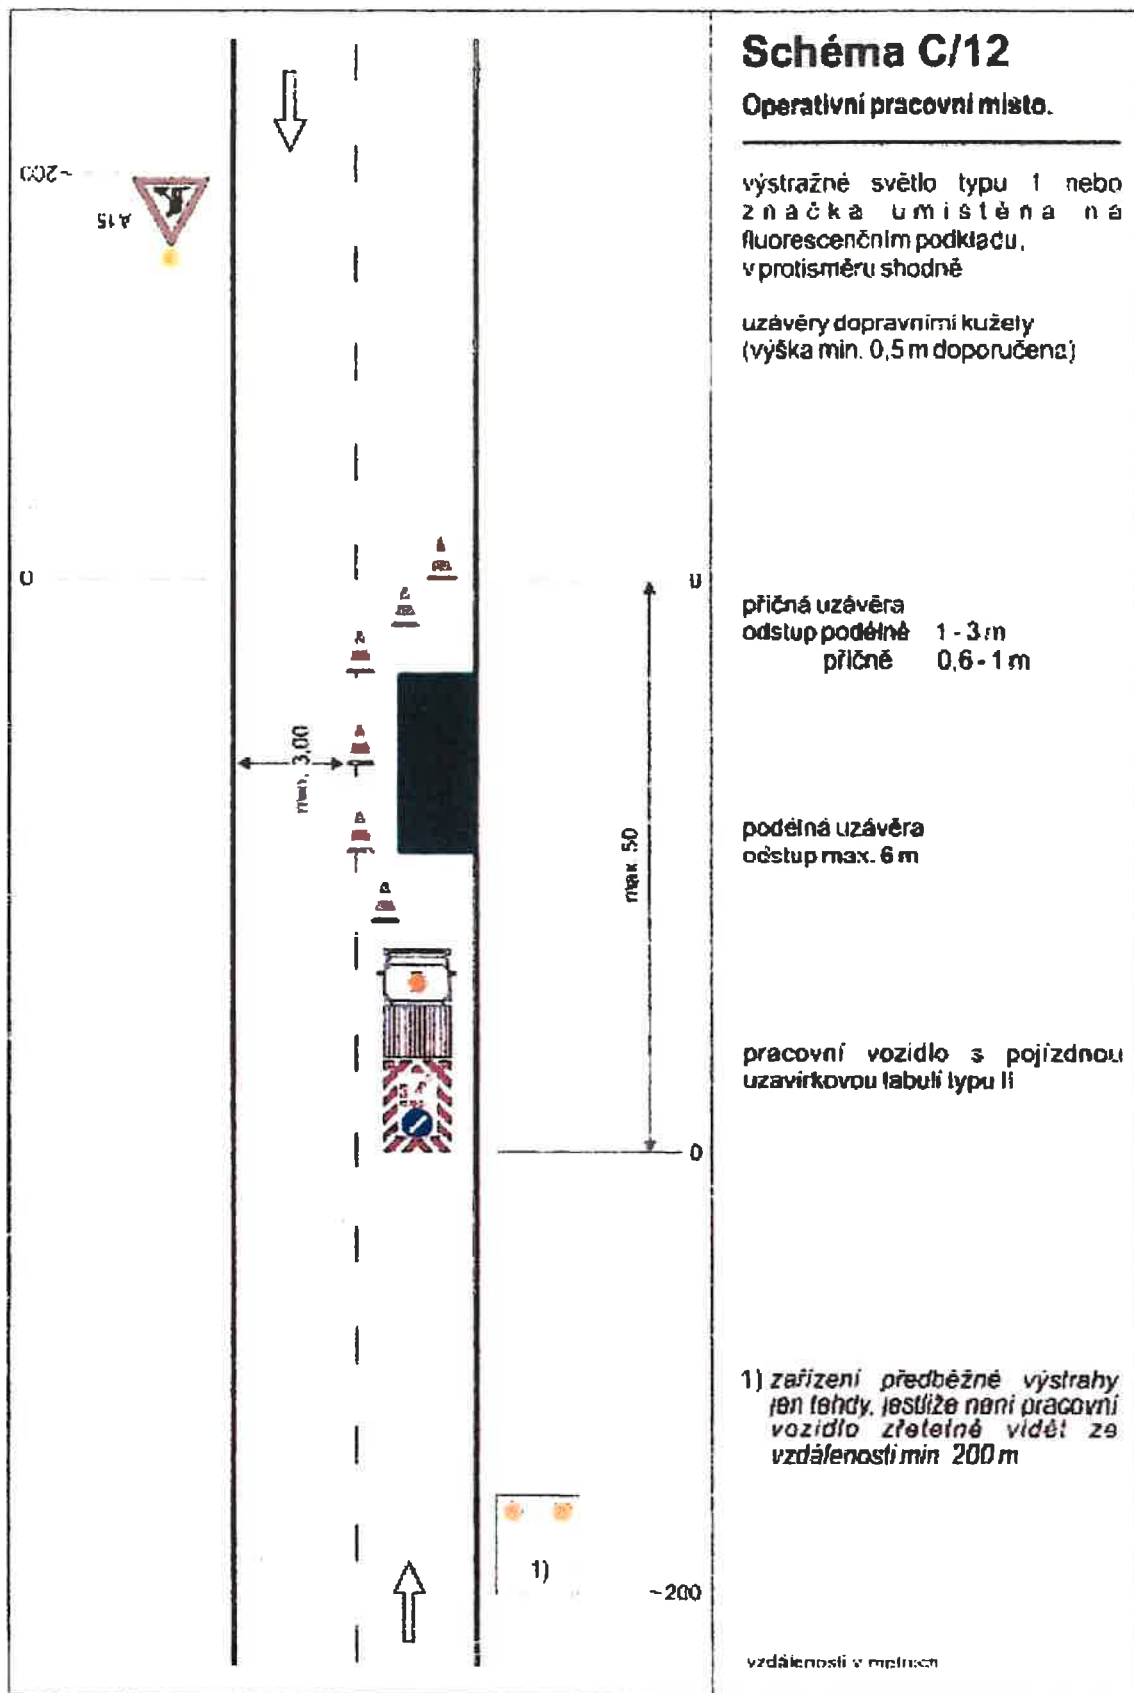 Schéma C/12
Operativní pracovní místo.
výstražné světlo typu 1 nebo
značka umístěna na
fluorescenčním podkladu,
v protisměru shodně
uzávěry dopravními kužely
(výška min. 0,5 m doporučena)
~200
A15
0
0
příčná uzávěra
odstup podélně 1 - 3 m
příčně 0,6 - 1 m
3,00
podélná uzávěra
odstup max. 6 m
max. 50
pracovní vozidlo s pojízdnou
uzavírkovou tabulí typu II
0
1) zařízení předběžné výstrahy
jen tehdy, jestliže není pracovní
vozidlo zřetelně vidět ze
vzdálenosti min 200 m
1)
~200
vzdálenosti v metrech